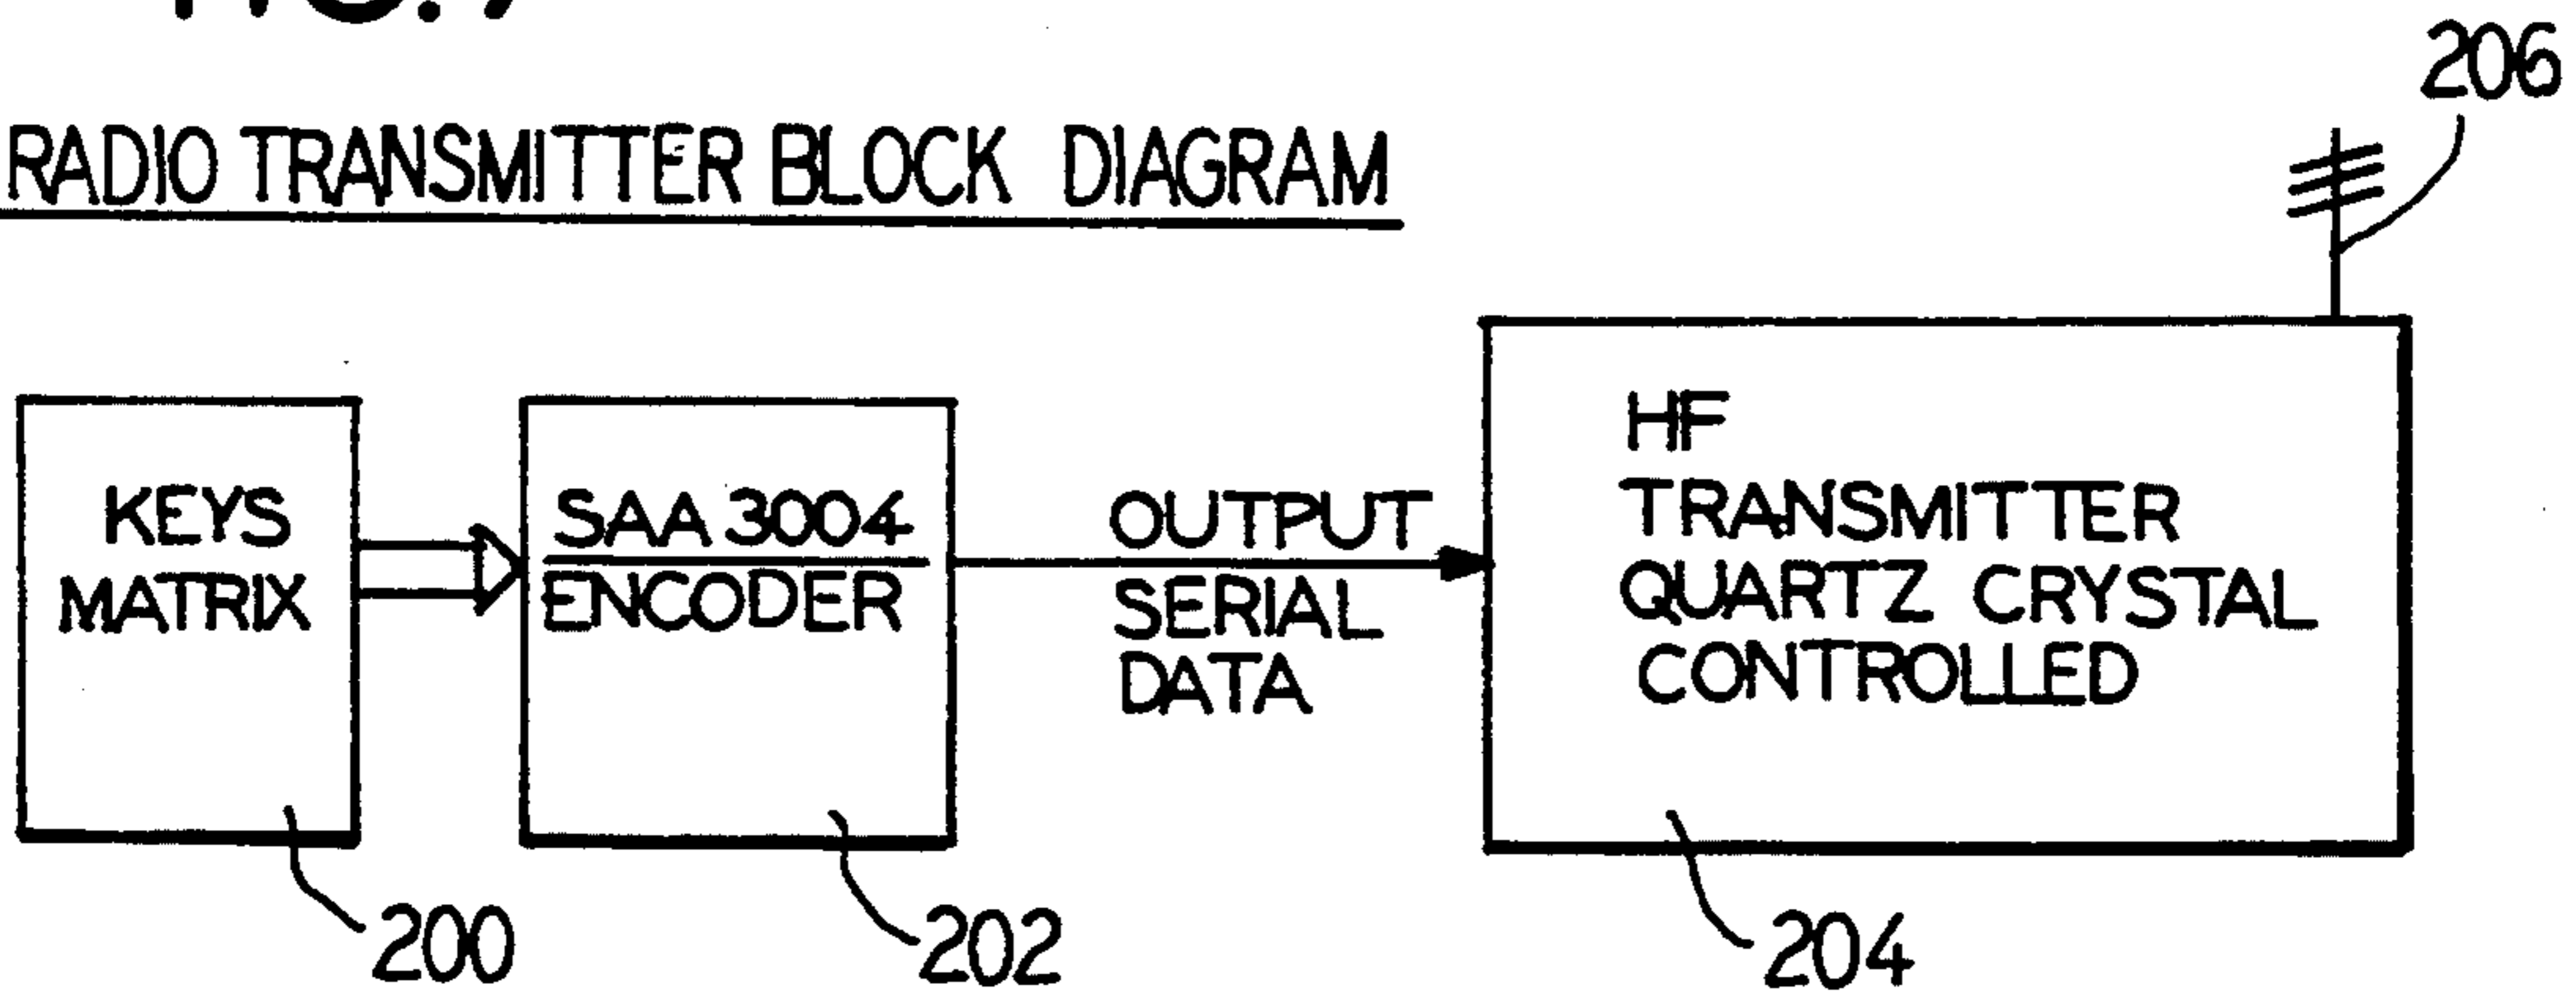 206
RADIO TRANSMITTER BLOCK DIAGRAM
KEYS
MATRIX
SAA 3004
ENCODER
OUTPUT
SERIAL
DATA
HF
TRANSMITTER
QUARTZ CRYSTAL
CONTROLLED
200
202
204